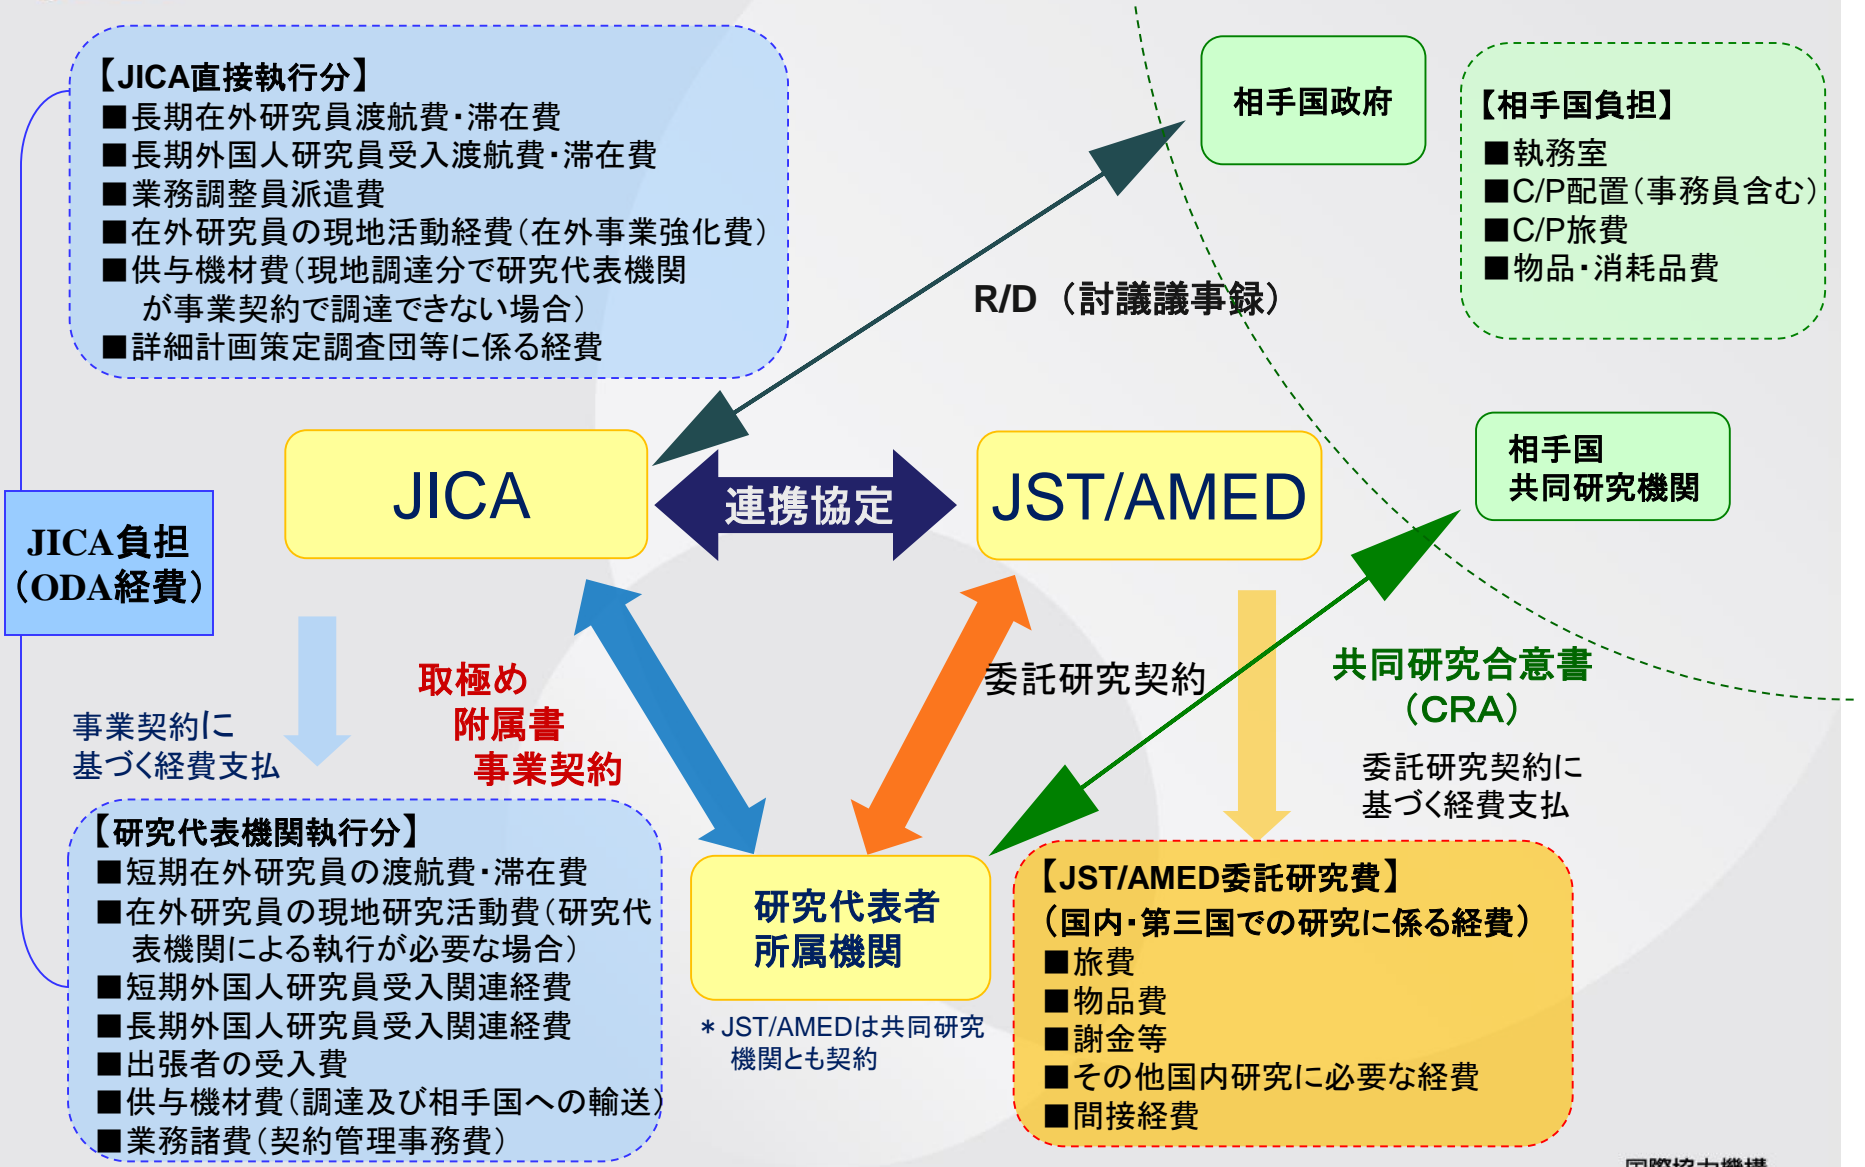 【JICA直接執行分】
■長期在外研究員渡航費・滞在費
■長期外国人研究員受入渡航費・滞在費
■業務調整員派遣費
■在外研究員の現地活動経費（在外事業強化費）
■供与機材費（現地調達分で研究代表機関
が事業契約で調達できない場合）
■詳細計画策定調査団等に係る経費
相手国政府
【相手国負担】
■執務室
■C/P配置（事務員含む）
■C/P旅費
■物品・消耗品費
R/D （討議議事録）
JICA
連携協定
JST/AMED
相手国
共同研究機関
JICA負担
（ODA経費）
取極め
附属書
事業契約
委託研究契約
共同研究合意書
（CRA）
事業契約に
基づく経費支払
委託研究契約に
基づく経費支払
【研究代表機関執行分】
■短期在外研究員の渡航費・滞在費
■在外研究員の現地研究活動費（研究代
表機関による執行が必要な場合）
■短期外国人研究員受入関連経費
■長期外国人研究員受入関連経費
■出張者の受入費
■供与機材費（調達及び相手国への輸送）
■業務諸費（契約管理事務費）
研究代表者
所属機関
＊JST/AMEDは共同研究
機関とも契約
【JST/AMED委託研究費】
（国内・第三国での研究に係る経費）
■旅費
■物品費
■謝金等
■その他国内研究に必要な経費
■間接経費
国際協力機構